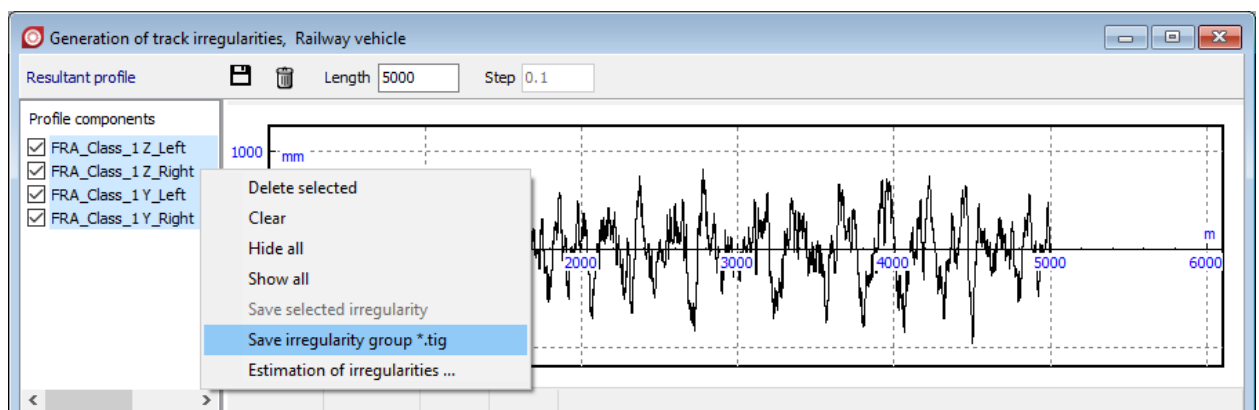 Generation of track irregularities, Railway vehicle
Resultant profile Length 5000 Step 0.1
Profile components
FRA_Class_1 Z_Left
FRA_Class_1 Z_Right
FRA_Class_1 Y_Left
FRA_Class_1 Y_Right
Delete selected
Clear
Hide all
Show all
Save selected irregularity
Save irregularity group *.tig
Estimation of irregularities ...
1000 mm
m
2000 3000 4000 5000 6000